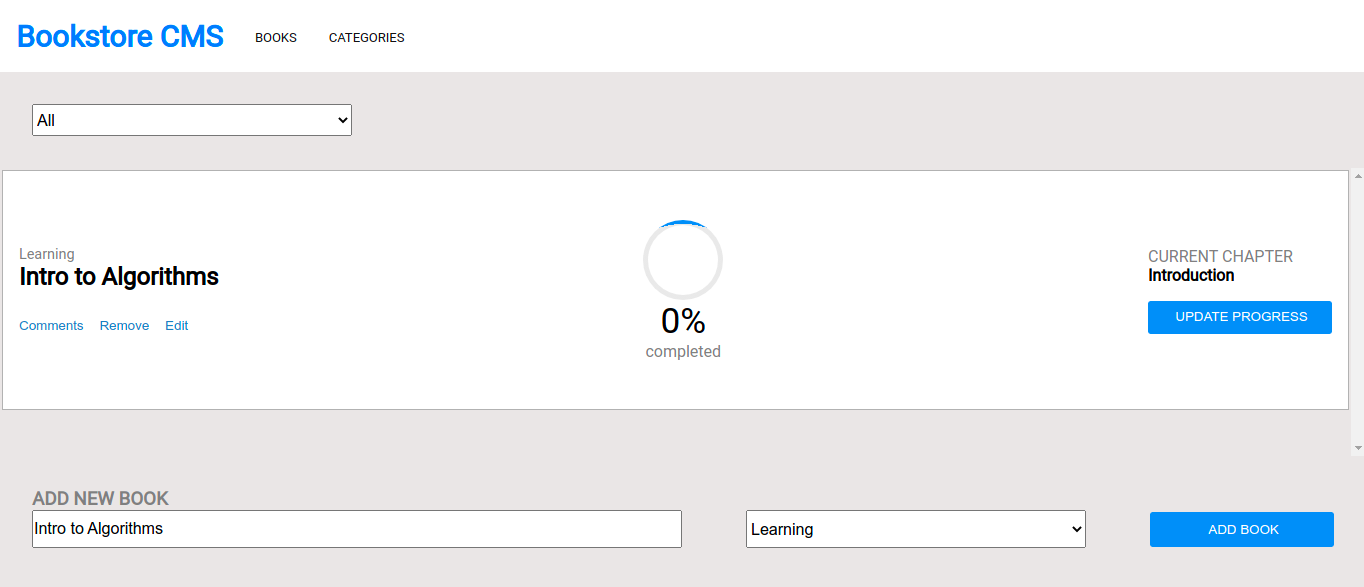 Bookstore CMS BOOKS CATEGORIES
All
Learning
Intro to Algorithms
Comments Remove Edit
0%
completed
CURRENT CHAPTER
Introduction
UPDATE PROGRESS
ADD NEW BOOK
Intro to Algorithms Learning ADD BOOK